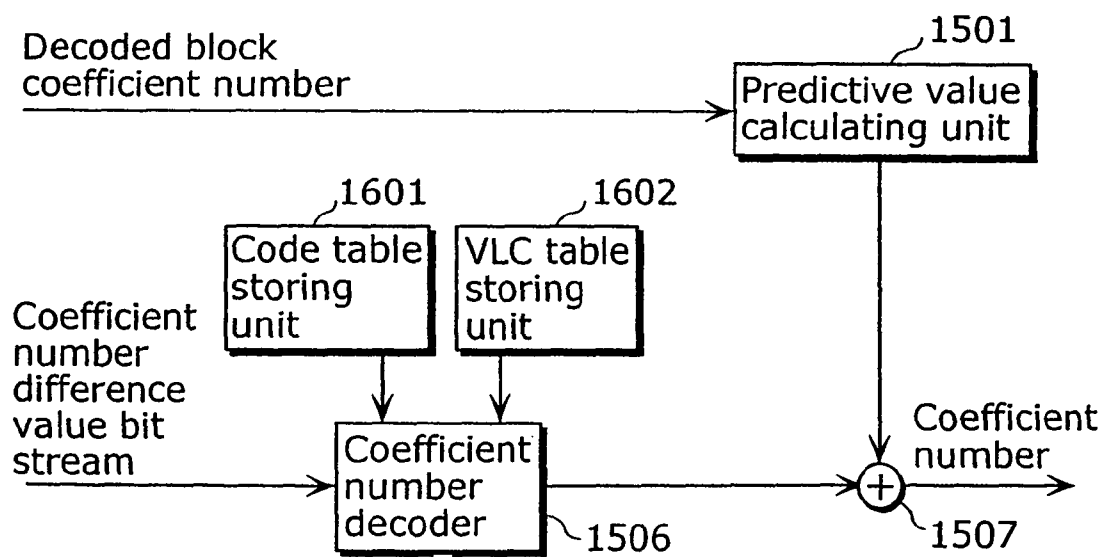 Decoded block
coefficient number
1501
Predictive value
calculating unit
1601
1602
Code table
storing
unit
VLC table
storing
unit
Coefficient
number
difference
value bit
stream
Coefficient
number
decoder
1506
+
Coefficient
number
1507